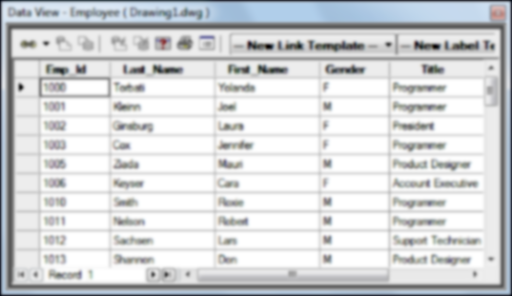 Data View - Employee ( Drawing1.dwg )
-- New Link Template -- -- New Label Te
Emp_Id Last_Name First_Name Gender Title
1000 Torbati Yolanda F Programmer
1001 Kleinn Joel M Programmer
1002 Ginsburg Laura F President
1003 Cox Jennifer F Programmer
1005 Ziada Mauri M Product Designer
1006 Keyser Cara F Account Executive
1010 Smith Roxie M Programmer
1011 Nelson Robert M Programmer
1012 Sachsen Lars M Support Technician
1013 Shannon Don M Product Designer
Record 1